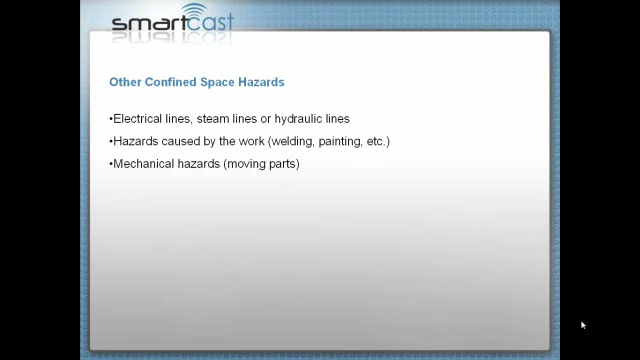 smartcast
Other Confined Space Hazards
•Electrical lines, steam lines or hydraulic lines
•Hazards caused by the work (welding, painting, etc.)
•Mechanical hazards (moving parts)